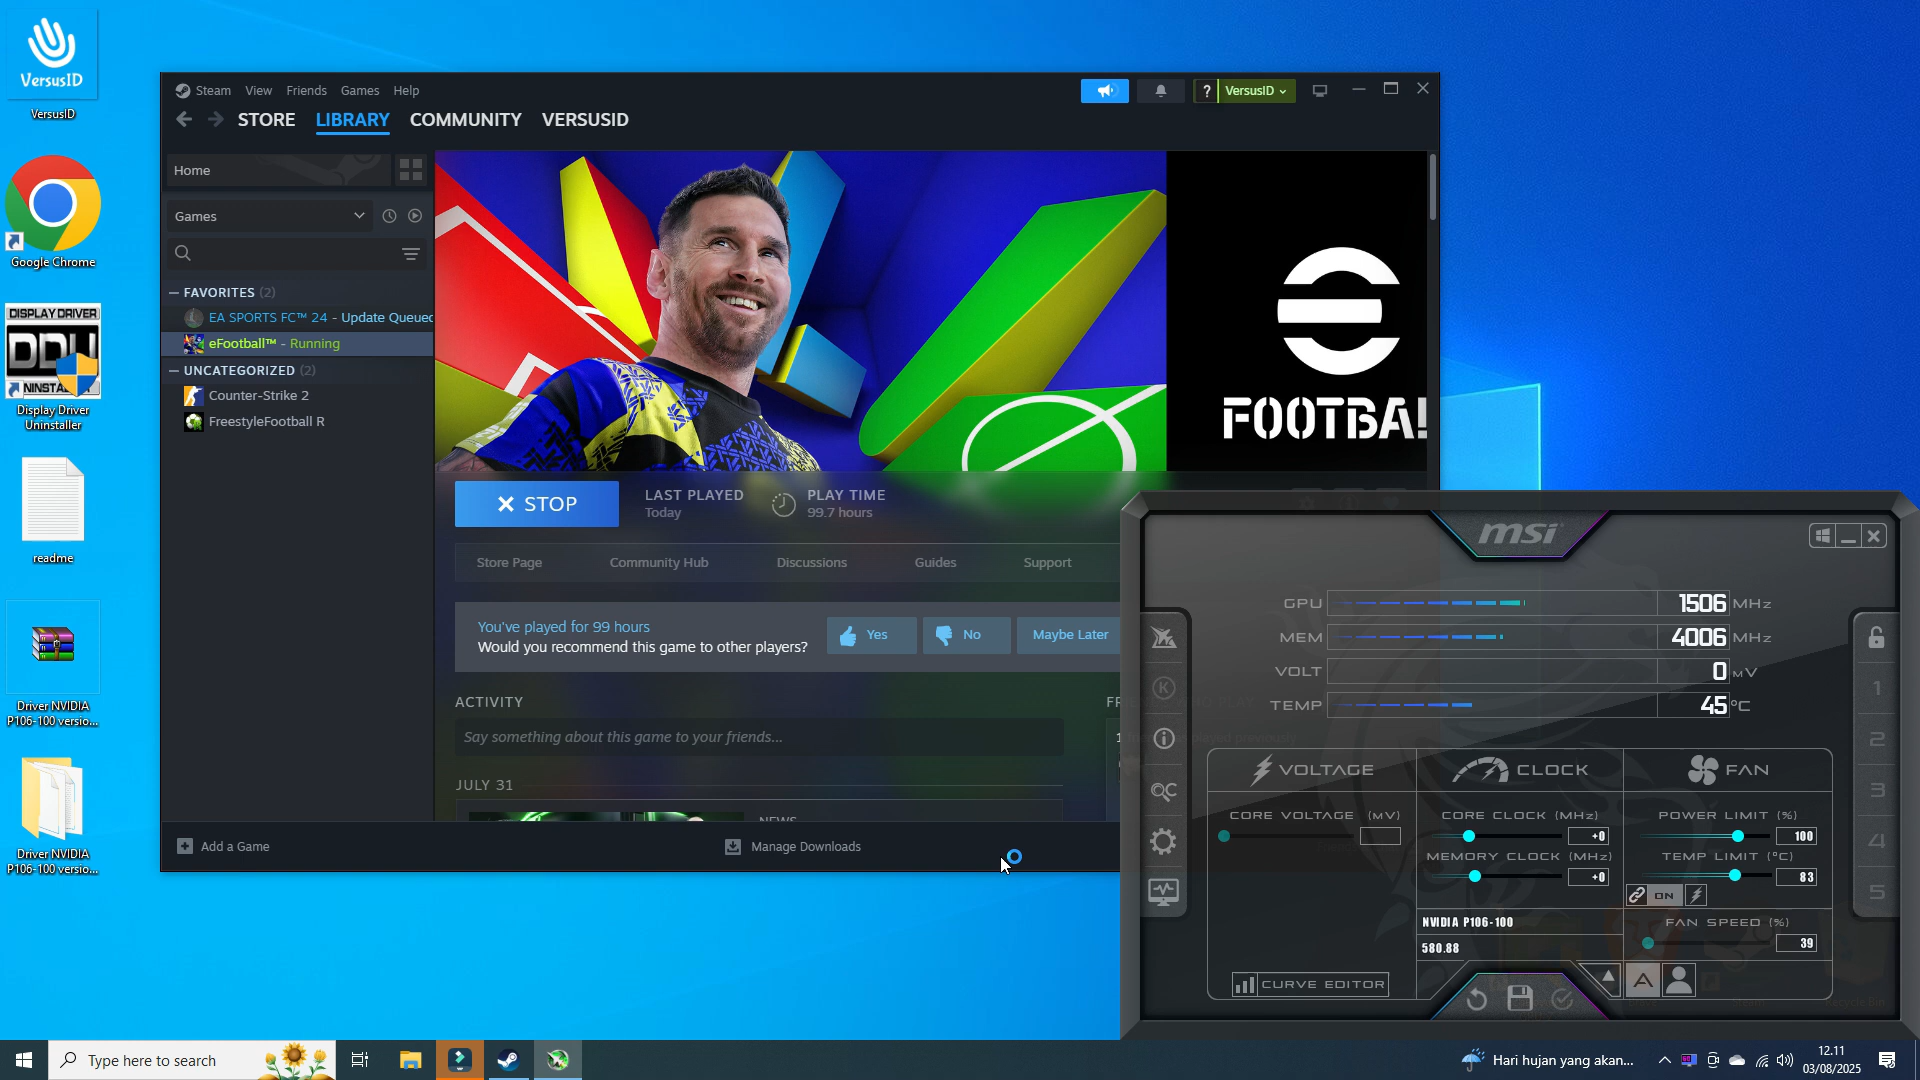 VersusID
VersusID
Google Chrome
DISPLAY DRIVER
DDU
Display Driver
Uninstaller
readme
Driver NVIDIA
P106-100 versio...
Driver NVIDIA
P106-100 versio...
Steam View Friends Games Help
? VersusID
STORE LIBRARY COMMUNITY VERSUSID
Home
Games
FAVORITES (2)
EA SPORTS FC™ 24 - Update Queued
eFootball™ - Running
UNCATEGORIZED (2)
Counter-Strike 2
FreestyleFootball R
FOOTBA
STOP
LAST PLAYED
Today
PLAY TIME
99.7 hours
Store Page Community Hub Discussions Guides Support
You've played for 99 hours
Would you recommend this game to other players?
Yes No Maybe Later
ACTIVITY
Say something about this game to your friends...
JULY 31
NEWS
Add a Game
Manage Downloads
msi
GPU 1506 MHz
MEM 4006 MHz
VOLT 0 MV
TEMP 45 °C
K
1
2
3
4
5
VOLTAGE CLOCK FAN
CORE VOLTAGE (MV)
CORE CLOCK (MHz) +0
MEMORY CLOCK (MHz) +0
POWER LIMIT (%) 100
TEMP LIMIT (°C) 83
ON
NVIDIA P106-100
580.88
FAN SPEED (%)
39
CURVE EDITOR
A
Type here to search
Hari hujan yang akan...
12.11
03/08/2025